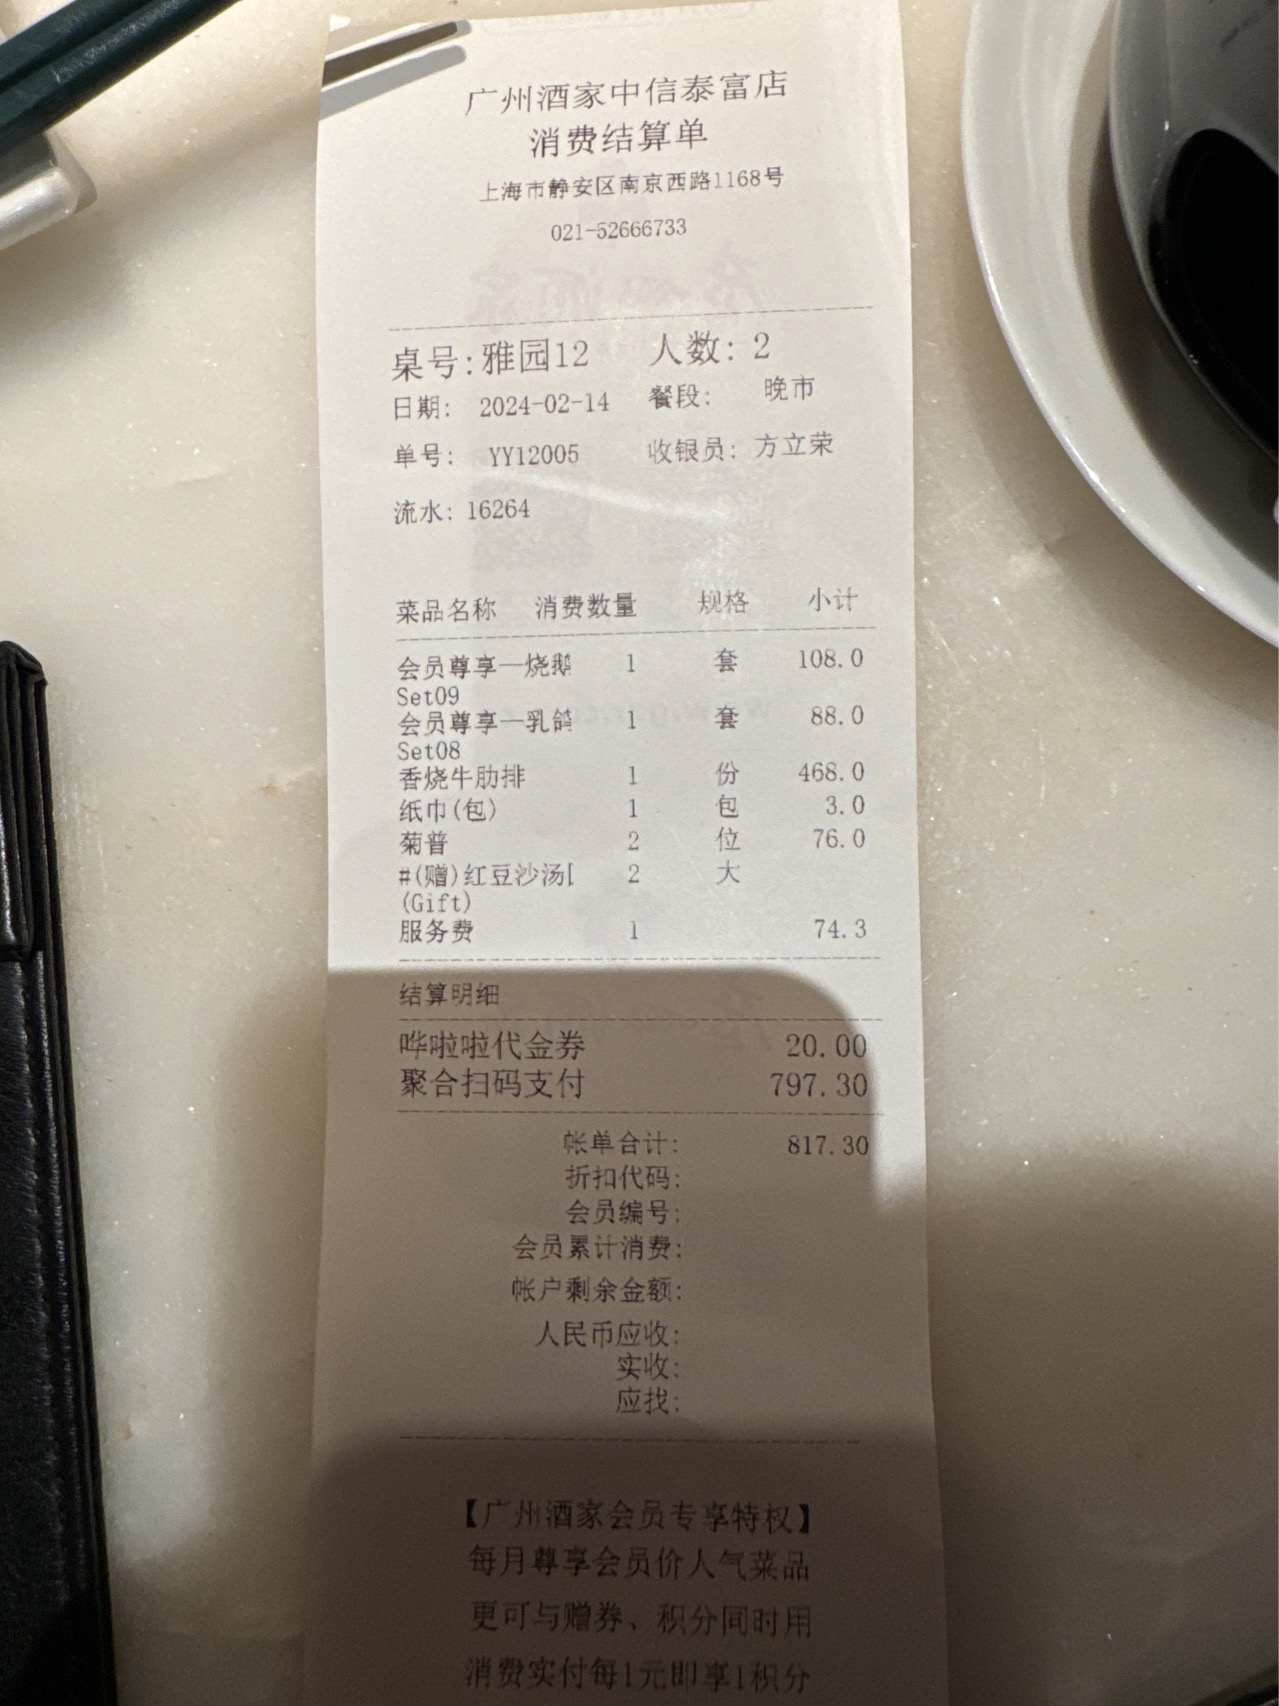 广州酒家中信泰富店
消费结算单
上海市静安区南京西路1168号
021-52666733
桌号:雅园12 人数: 2
日期: 2024-02-14 餐段: 晚市
单号: YY12005 收银员: 方立荣
流水: 16264
菜品名称 消费数量 规格 小计
会员尊享—烧鹅 1 套 108.0
Set09
会员尊享—乳鸽 1 套 88.0
Set08
香烧牛肋排 1 份 468.0
纸巾(包) 1 包 3.0
菊普 2 位 76.0
#(赠)红豆沙汤 2 大
(Gift)
服务费 1 74.3
结算明细
哗啦啦代金券 20.00
聚合扫码支付 797.30
帐单合计: 817.30
折扣代码:
会员编号:
会员累计消费:
帐户剩余金额:
人民币应收:
实收:
应找:
【广州酒家会员专享特权】
每月尊享会员价人气菜品
更可与赠券、积分同时用
消费实付每1元即享1积分